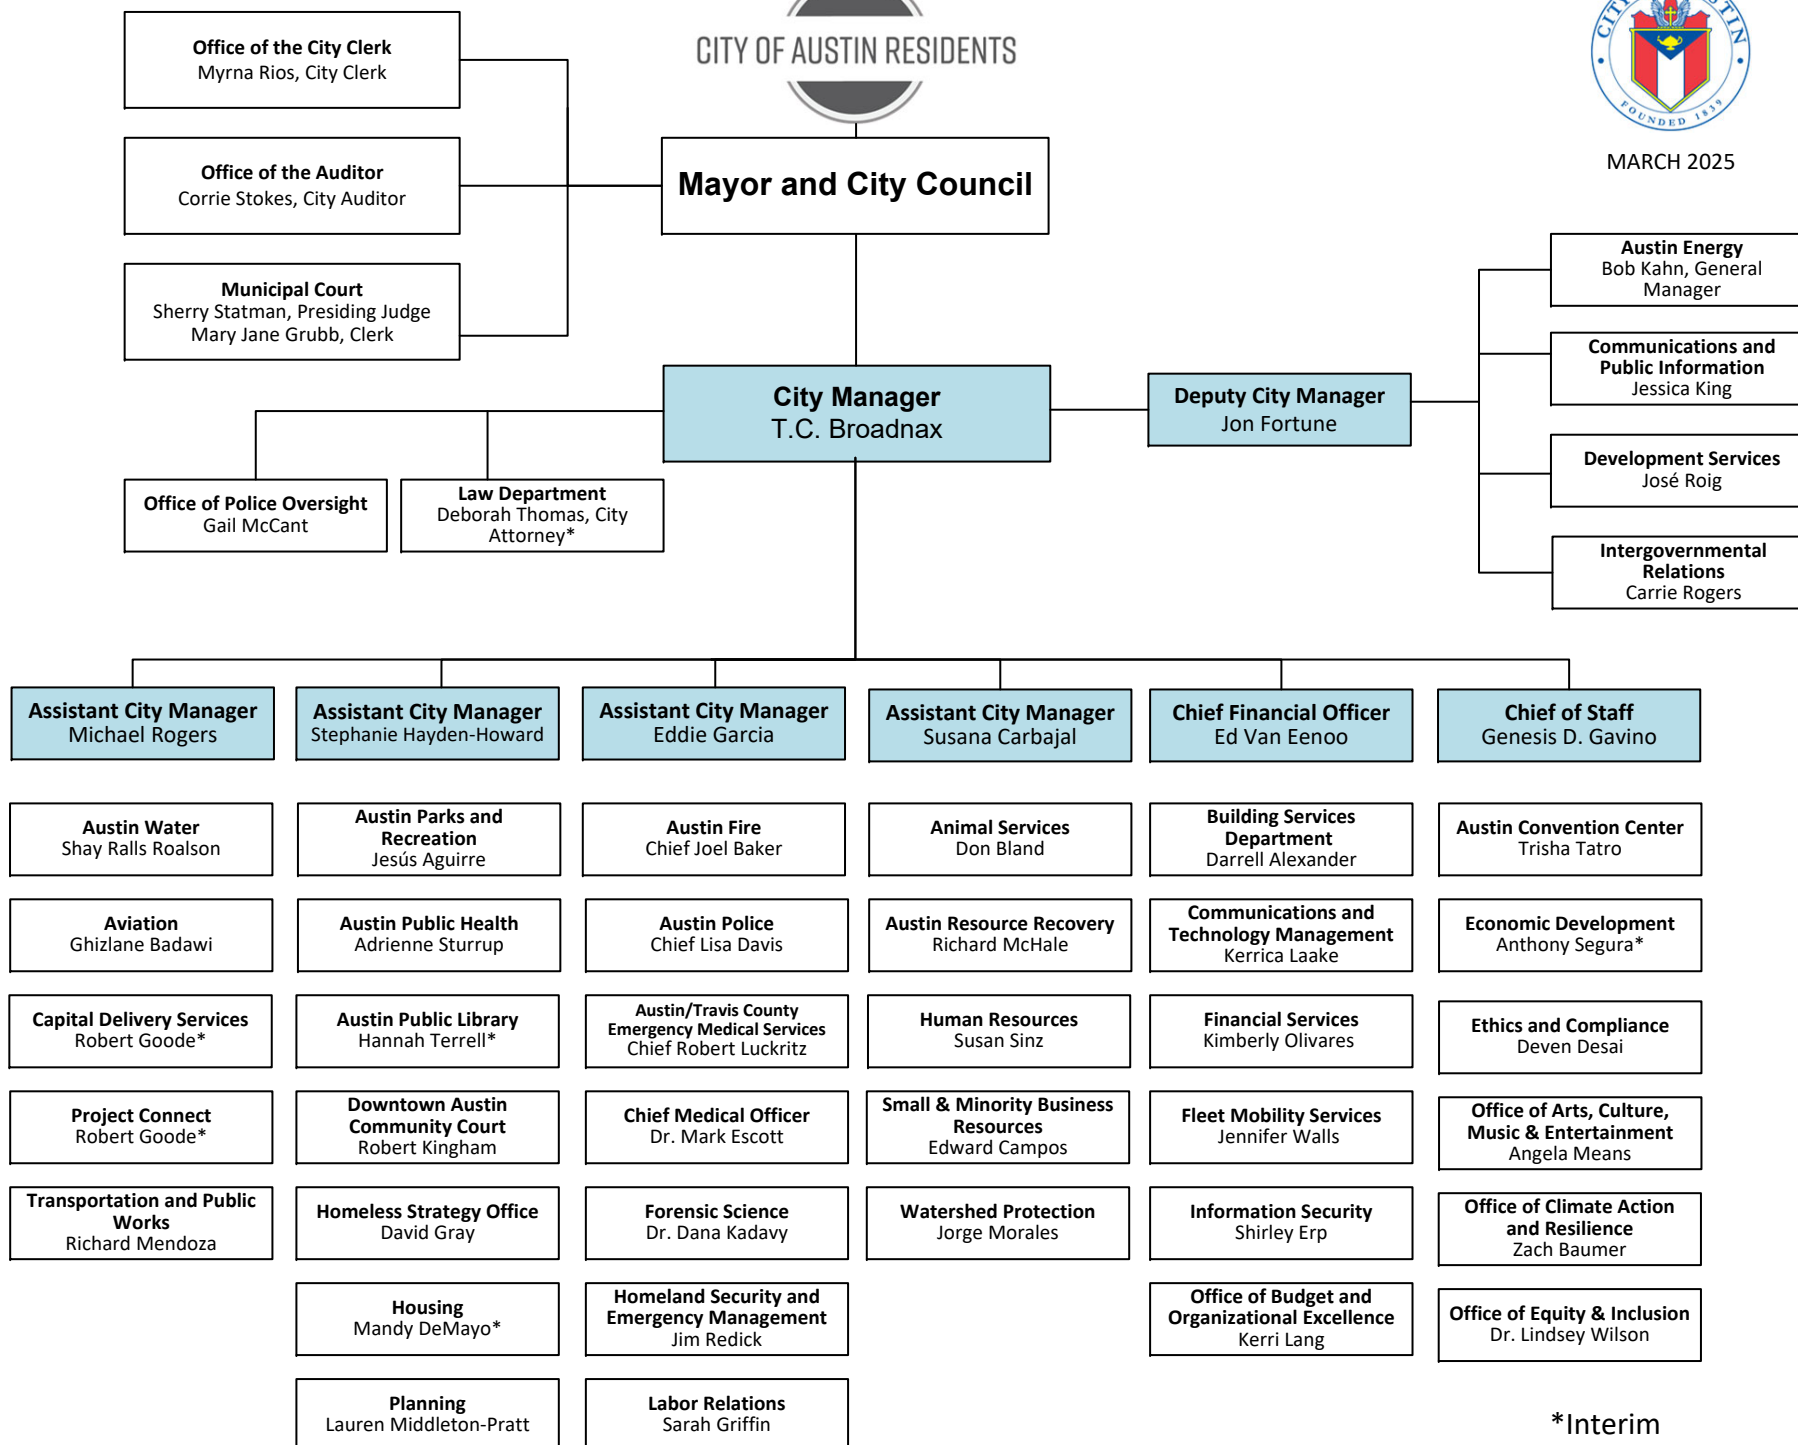 CITY OF AUSTIN RESIDENTS
FOUNDED 1839
MARCH 2025
Office of the City Clerk
Myrna Rios, City Clerk
Office of the Auditor
Corrie Stokes, City Auditor
Municipal Court
Sherry Statman, Presiding Judge
Mary Jane Grubb, Clerk
Mayor and City Council
City Manager
T.C. Broadnax
Deputy City Manager
Jon Fortune
Austin Energy
Bob Kahn, General
Manager
Communications and
Public Information
Jessica King
Development Services
José Roig
Intergovernmental
Relations
Carrie Rogers
Office of Police Oversight
Gail McCant
Law Department
Deborah Thomas, City
Attorney*
Assistant City Manager
Michael Rogers
Austin Water
Shay Ralls Roalson
Aviation
Ghizlane Badawi
Capital Delivery Services
Robert Goode*
Project Connect
Robert Goode*
Transportation and Public
Works
Richard Mendoza
Assistant City Manager
Stephanie Hayden-Howard
Austin Parks and
Recreation
Jesús Aguirre
Austin Public Health
Adrienne Sturrup
Austin Public Library
Hannah Terrell*
Downtown Austin
Community Court
Robert Kingham
Homeless Strategy Office
David Gray
Housing
Mandy DeMayo*
Planning
Lauren Middleton-Pratt
Assistant City Manager
Eddie Garcia
Austin Fire
Chief Joel Baker
Austin Police
Chief Lisa Davis
Austin/Travis County
Emergency Medical Services
Chief Robert Luckritz
Chief Medical Officer
Dr. Mark Escott
Forensic Science
Dr. Dana Kadavy
Homeland Security and
Emergency Management
Jim Redick
Labor Relations
Sarah Griffin
Assistant City Manager
Susana Carbajal
Animal Services
Don Bland
Austin Resource Recovery
Richard McHale
Human Resources
Susan Sinz
Small & Minority Business
Resources
Edward Campos
Watershed Protection
Jorge Morales
Chief Financial Officer
Ed Van Eenoo
Building Services
Department
Darrell Alexander
Communications and
Technology Management
Kerrica Laake
Financial Services
Kimberly Olivares
Fleet Mobility Services
Jennifer Walls
Information Security
Shirley Erp
Office of Budget and
Organizational Excellence
Kerri Lang
Chief of Staff
Genesis D. Gavino
Austin Convention Center
Trisha Tatro
Economic Development
Anthony Segura*
Ethics and Compliance
Deven Desai
Office of Arts, Culture,
Music & Entertainment
Angela Means
Office of Climate Action
and Resilience
Zach Baumer
Office of Equity & Inclusion
Dr. Lindsey Wilson
*Interim